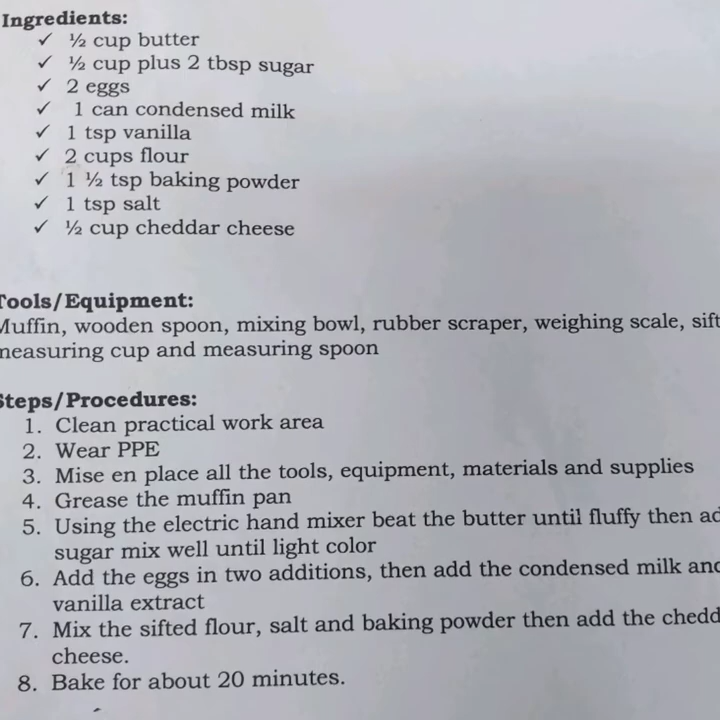 Ingredients:
✓ ½ cup butter
✓ ½ cup plus 2 tbsp sugar
✓ 2 eggs
✓ 1 can condensed milk
✓ 1 tsp vanilla
✓ 2 cups flour
✓ 1 ½ tsp baking powder
✓ 1 tsp salt
✓ ½ cup cheddar cheese
Tools/Equipment:
Muffin, wooden spoon, mixing bowl, rubber scraper, weighing scale,
measuring cup and measuring spoon
Steps/Procedures:
1. Clean practical work area
2. Wear PPE
3. Mise en place all the tools, equipment, materials and supplies
4. Grease the muffin pan
5. Using the electric hand mixer beat the butter until fluffy then
sugar mix well until light color
6. Add the eggs in two additions, then add the condensed milk and
vanilla extract
7. Mix the sifted flour, salt and baking powder then add the
cheese.
8. Bake for about 20 minutes.